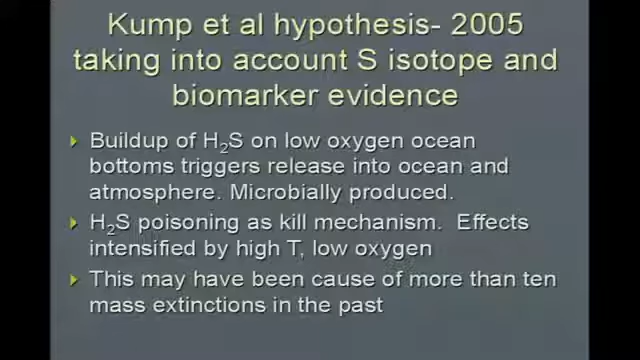 Kump et al hypothesis- 2005
taking into account S isotope and
biomarker evidence
Buildup of H₂S on low oxygen ocean
bottoms triggers release into ocean and
atmosphere. Microbially produced.
H₂S poisoning as kill mechanism. Effects
intensified by high T, low oxygen
This may have been cause of more than ten
mass extinctions in the past